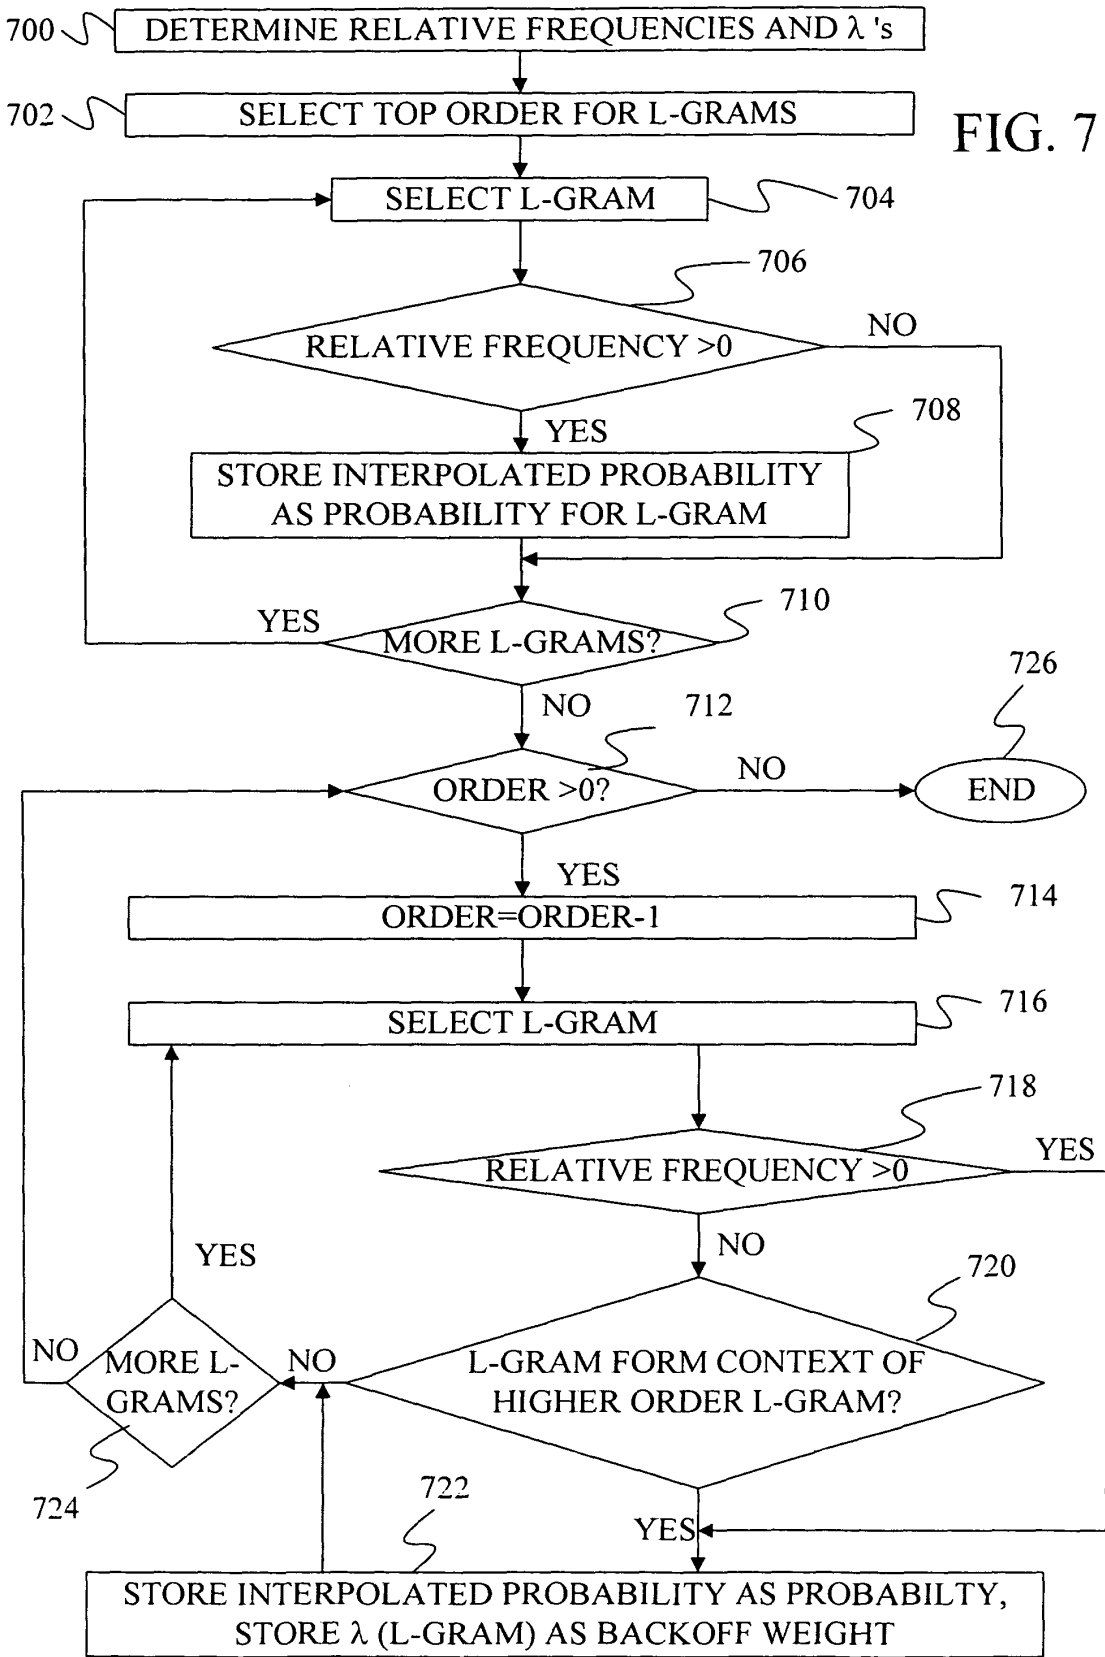 700
DETERMINE RELATIVE FREQUENCIES AND λ 's
702
SELECT TOP ORDER FOR L-GRAMS
FIG. 7
SELECT L-GRAM
704
706
RELATIVE FREQUENCY >0
NO
708
YES
STORE INTERPOLATED PROBABILITY
AS PROBABILITY FOR L-GRAM
710
YES
MORE L-GRAMS?
726
NO
712
ORDER >0?
NO
END
YES
714
ORDER=ORDER-1
716
SELECT L-GRAM
718
RELATIVE FREQUENCY >0
YES
NO
YES
720
L-GRAM FORM CONTEXT OF
HIGHER ORDER L-GRAM?
NO
MORE L-
GRAMS?
NO
724
722
YES
STORE INTERPOLATED PROBABILITY AS PROBABILTY,
STORE λ (L-GRAM) AS BACKOFF WEIGHT